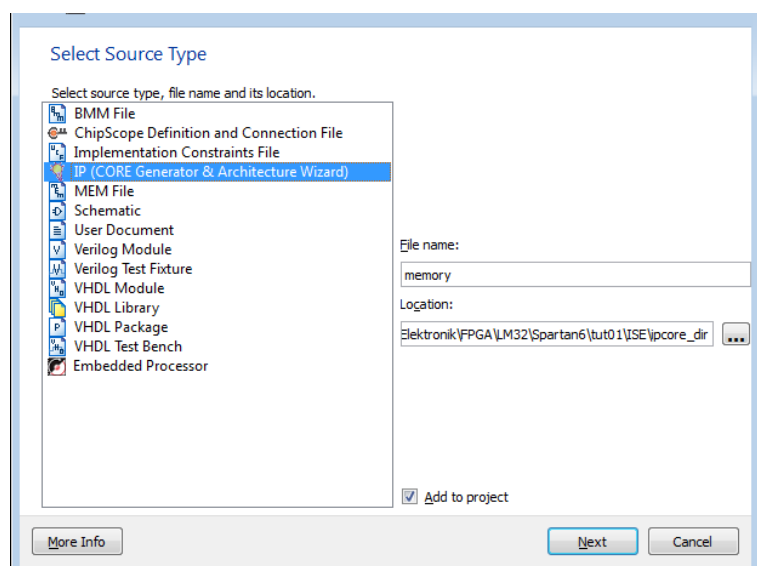 Select Source Type
Select source type, file name and its location.
BMM File
ChipScope Definition and Connection File
Implementation Constraints File
IP (CORE Generator & Architecture Wizard)
MEM File
Schematic
User Document
Verilog Module
Verilog Test Fixture
VHDL Module
VHDL Library
VHDL Package
VHDL Test Bench
Embedded Processor
File name:
memory
Location:
Elektronik\FPGA\LM32\Spartan6\tut01\ISE\ipcore_dir
...
Add to project
More Info
Next
Cancel